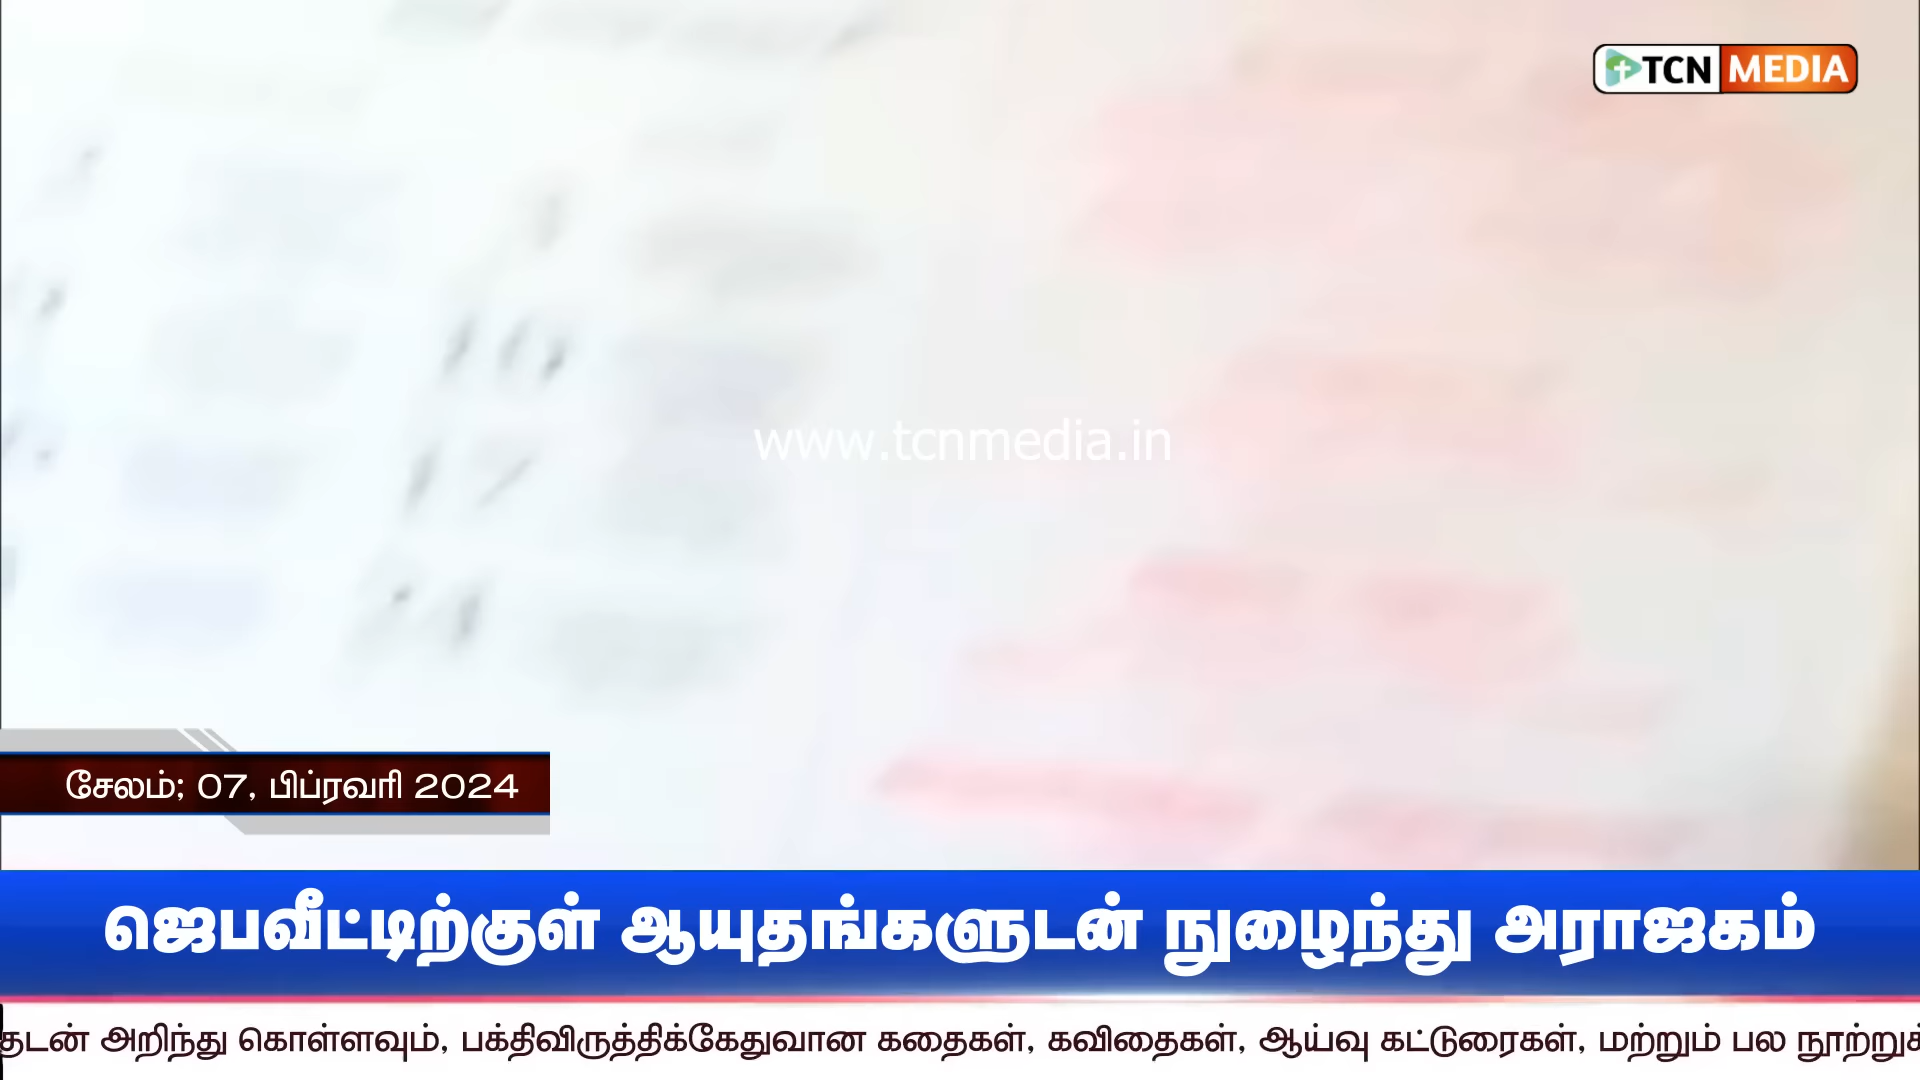 TCN MEDIA
www.tcnmedia.in
சேலம்; 07, பிப்ரவரி 2024
ஜெபவீட்டிற்குள் ஆயுதங்களுடன் நுழைந்து அராஜகம்
அறிந்து கொள்ளவும், பக்திவிருத்திக்கேதுவான கதைகள், கவிதைகள், ஆய்வு கட்டுரைகள், மற்றும் பல